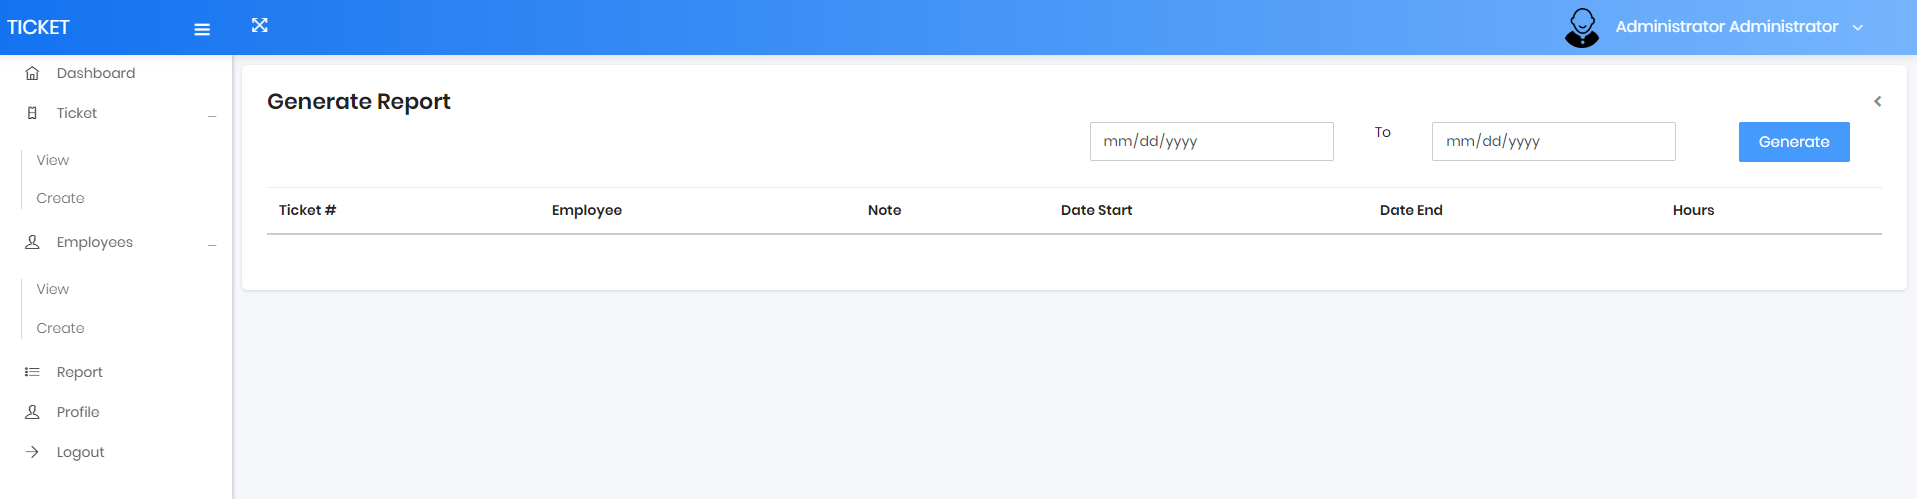 TICKET
Administrator Administrator
Dashboard
Ticket
View
Create
Employees
View
Create
Report
Profile
Logout
Generate Report
mm/dd/yyyy To mm/dd/yyyy Generate
Ticket # Employee Note Date Start Date End Hours